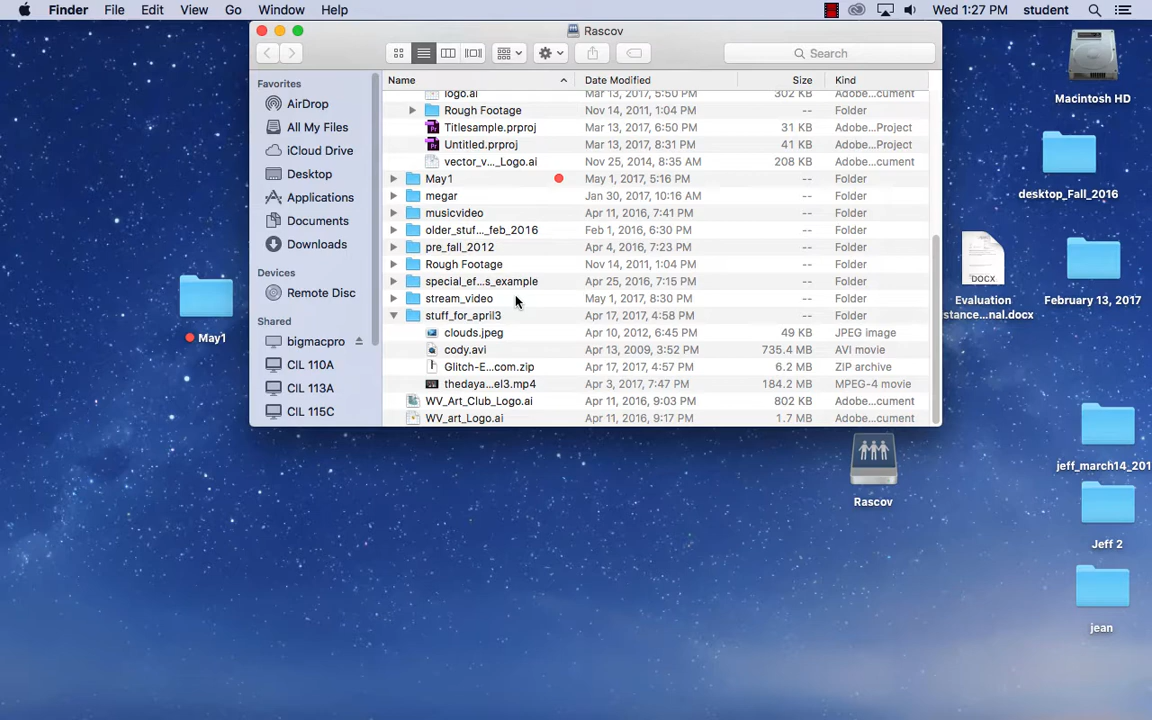 Finder File Edit View Go Window Help Wed 1:27 PM student
Rascov
Search
Favorites
AirDrop
All My Files
iCloud Drive
Desktop
Applications
Documents
Downloads
Devices
Remote Disc
Shared
bigmacpro
CIL 110A
CIL 113A
CIL 115C
Name Date Modified Size Kind
logo.ai Mar 13, 2017, 5:50 PM 302 KB Adobe...cument
Rough Footage Nov 14, 2011, 1:04 PM -- Folder
Titlesample.prproj Mar 13, 2017, 6:50 PM 31 KB Adobe...Project
Untitled.prproj Mar 13, 2017, 8:31 PM 41 KB Adobe...Project
vector_v..._Logo.ai Nov 25, 2014, 8:35 AM 208 KB Adobe...cument
May1 May 1, 2017, 5:16 PM -- Folder
megar Jan 30, 2017, 10:16 AM -- Folder
musicvideo Apr 11, 2016, 7:41 PM -- Folder
older_stuf..._feb_2016 Feb 1, 2016, 6:30 PM -- Folder
pre_fall_2012 Apr 4, 2016, 7:23 PM -- Folder
Rough Footage Nov 14, 2011, 1:04 PM -- Folder
special_ef...s_example Apr 25, 2016, 7:15 PM -- Folder
stream_video May 1, 2017, 8:30 PM -- Folder
stuff_for_april3 Apr 17, 2017, 4:58 PM -- Folder
clouds.jpeg Apr 10, 2012, 6:45 PM 49 KB JPEG image
cody.avi Apr 13, 2009, 3:52 PM 735.4 MB AVI movie
Glitch-E...com.zip Apr 17, 2017, 4:57 PM 6.2 MB ZIP archive
thedaya...el3.mp4 Apr 3, 2017, 7:47 PM 184.2 MB MPEG-4 movie
WV_Art_Club_Logo.ai Apr 11, 2016, 9:03 PM 802 KB Adobe...cument
WV_art_Logo.ai Apr 11, 2016, 9:17 PM 1.7 MB Adobe...cument
May1
Macintosh HD
desktop_Fall_2016
DOCX
Evaluation
stance...nal.docx
February 13, 2017
jeff_march14_201
Rascov
Jeff 2
jean